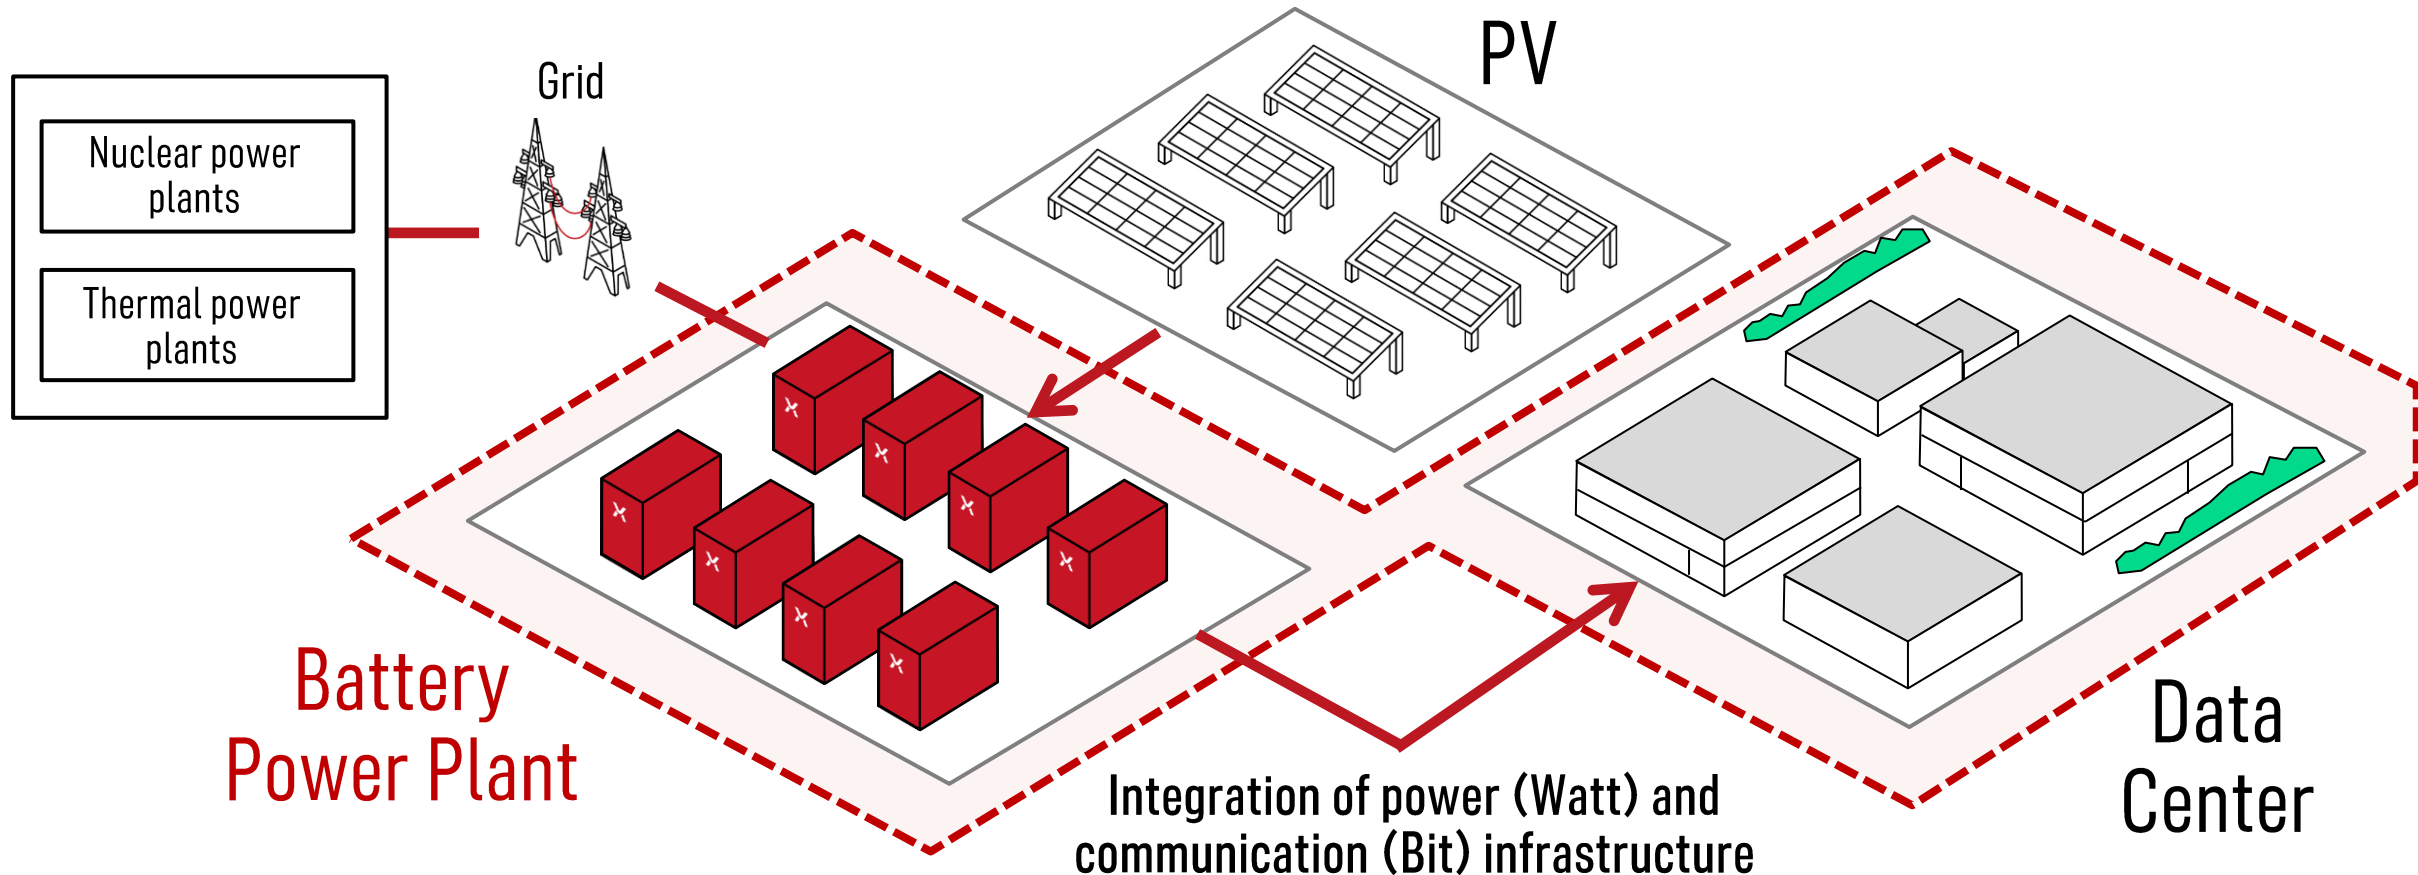 Nuclear power
plants
Thermal power
plants
Grid
PV
Battery
Power Plant
Data
Center
Integration of power (Watt) and
communication (Bit) infrastructure